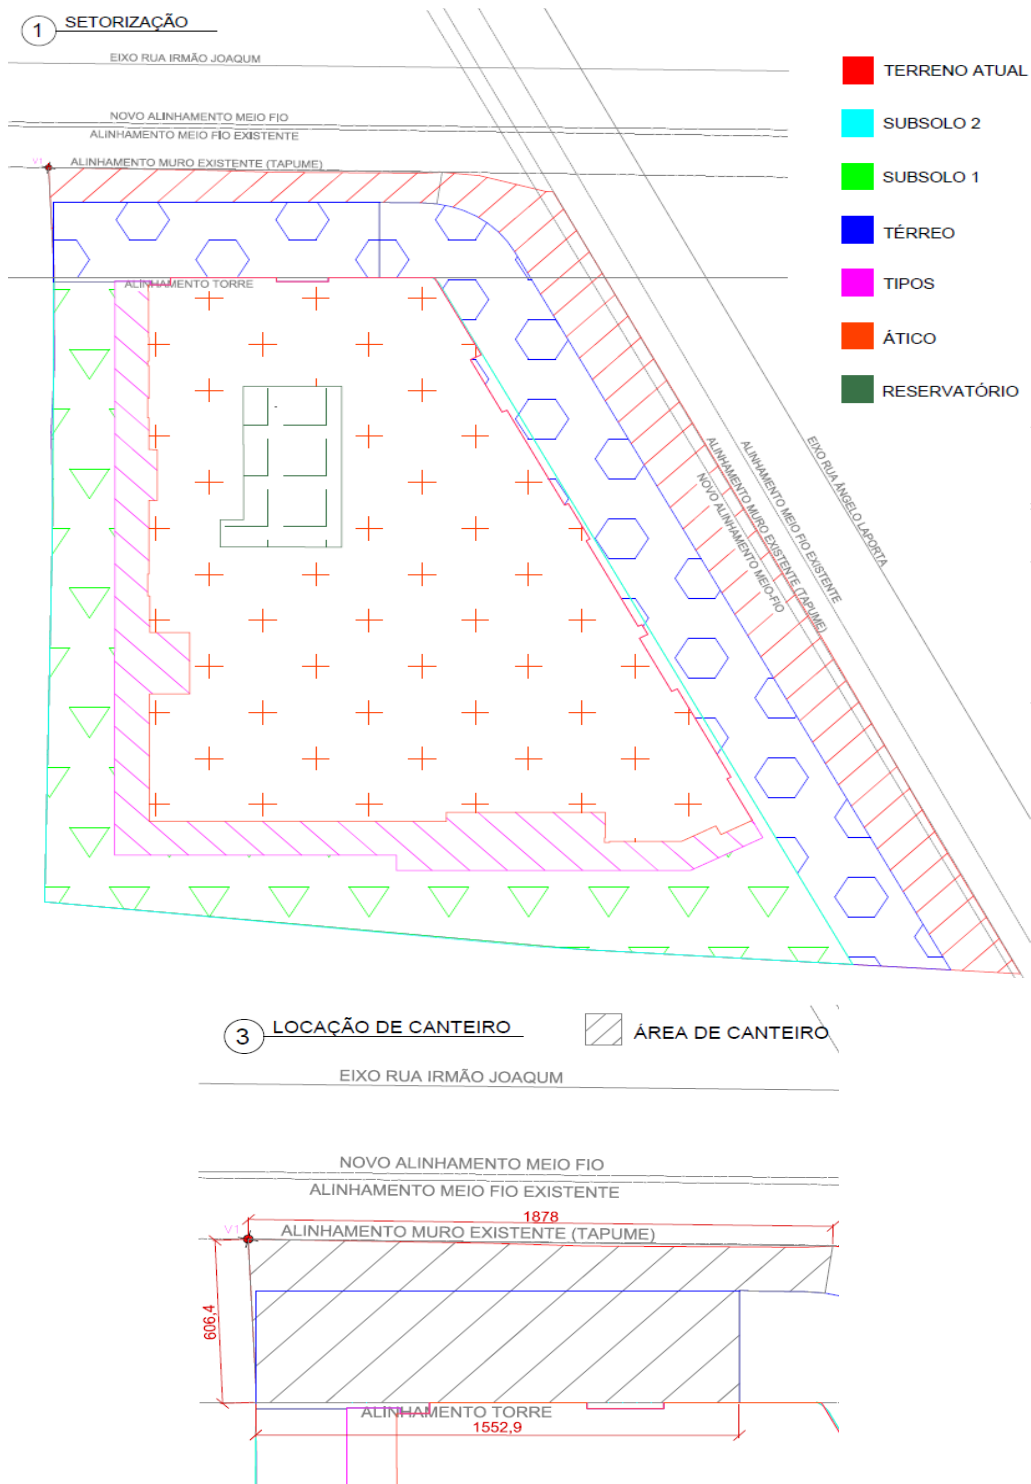 1 SETORIZAÇÃO
EIXO RUA IRMÃO JOAQUM
NOVO ALINHAMENTO MEIO FIO
ALINHAMENTO MEIO FIO EXISTENTE
V1
ALINHAMENTO MURO EXISTENTE (TAPUME)
ALINHAMENTO TORRE
TERRENO ATUAL
SUBSOLO 2
SUBSOLO 1
TÉRREO
TIPOS
ÁTICO
RESERVATÓRIO
EIXO RUA ÂNGELO LAPORTA
ALINHAMENTO MEIO FIO EXISTENTE
ALINHAMENTO MURO EXISTENTE (TAPUME)
NOVO ALINHAMENTO MEIO-FIO
3 LOCAÇÃO DE CANTEIRO
ÁREA DE CANTEIRO
EIXO RUA IRMÃO JOAQUM
NOVO ALINHAMENTO MEIO FIO
ALINHAMENTO MEIO FIO EXISTENTE
1878
V1
ALINHAMENTO MURO EXISTENTE (TAPUME)
606,4
ALINHAMENTO TORRE
1552,9